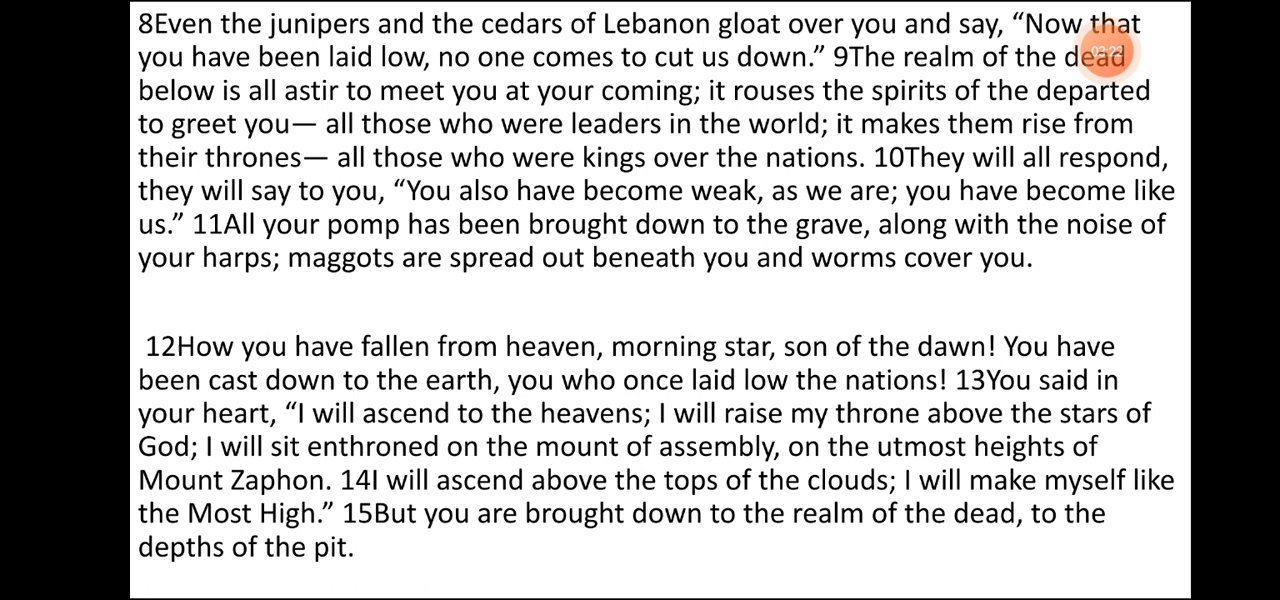 8Even the junipers and the cedars of Lebanon gloat over you and say, “Now that
you have been laid low, no one comes to cut us down.” 9The realm of the dead
below is all astir to meet you at your coming; it rouses the spirits of the departed
to greet you— all those who were leaders in the world; it makes them rise from
their thrones— all those who were kings over the nations. 10They will all respond,
they will say to you, “You also have become weak, as we are; you have become like
us.” 11All your pomp has been brought down to the grave, along with the noise of
your harps; maggots are spread out beneath you and worms cover you.
12How you have fallen from heaven, morning star, son of the dawn! You have
been cast down to the earth, you who once laid low the nations! 13You said in
your heart, “I will ascend to the heavens; I will raise my throne above the stars of
God; I will sit enthroned on the mount of assembly, on the utmost heights of
Mount Zaphon. 14I will ascend above the tops of the clouds; I will make myself like
the Most High.” 15But you are brought down to the realm of the dead, to the
depths of the pit.